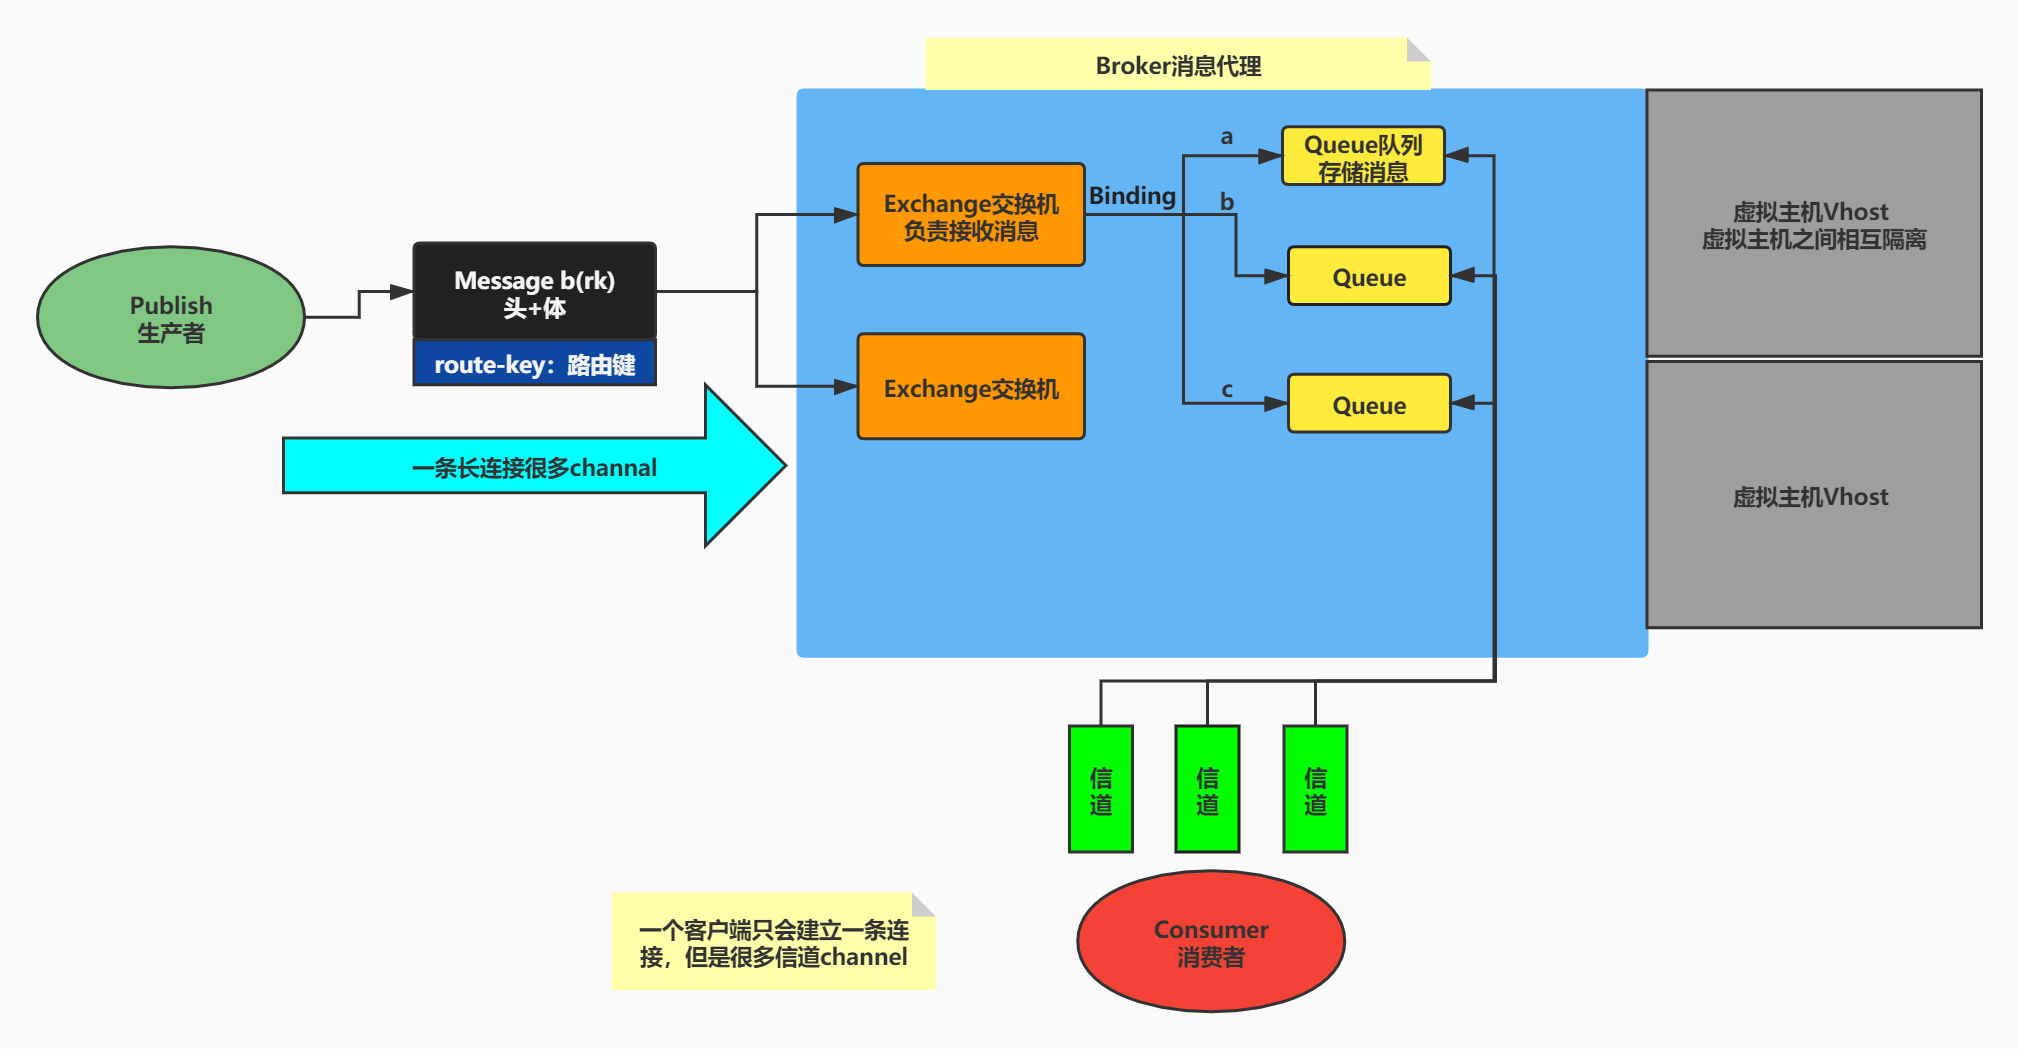 Broker消息代理
Publish
生产者
Message b(rk)
头+体
route-key：路由键
一条长连接很多channal
Exchange交换机
负责接收消息
Exchange交换机
Binding
a
b
c
Queue队列
存储消息
Queue
Queue
虚拟主机Vhost
虚拟主机之间相互隔离
虚拟主机Vhost
信
道
信
道
信
道
一个客户端只会建立一条连
接，但是很多信道channel
Consumer
消费者